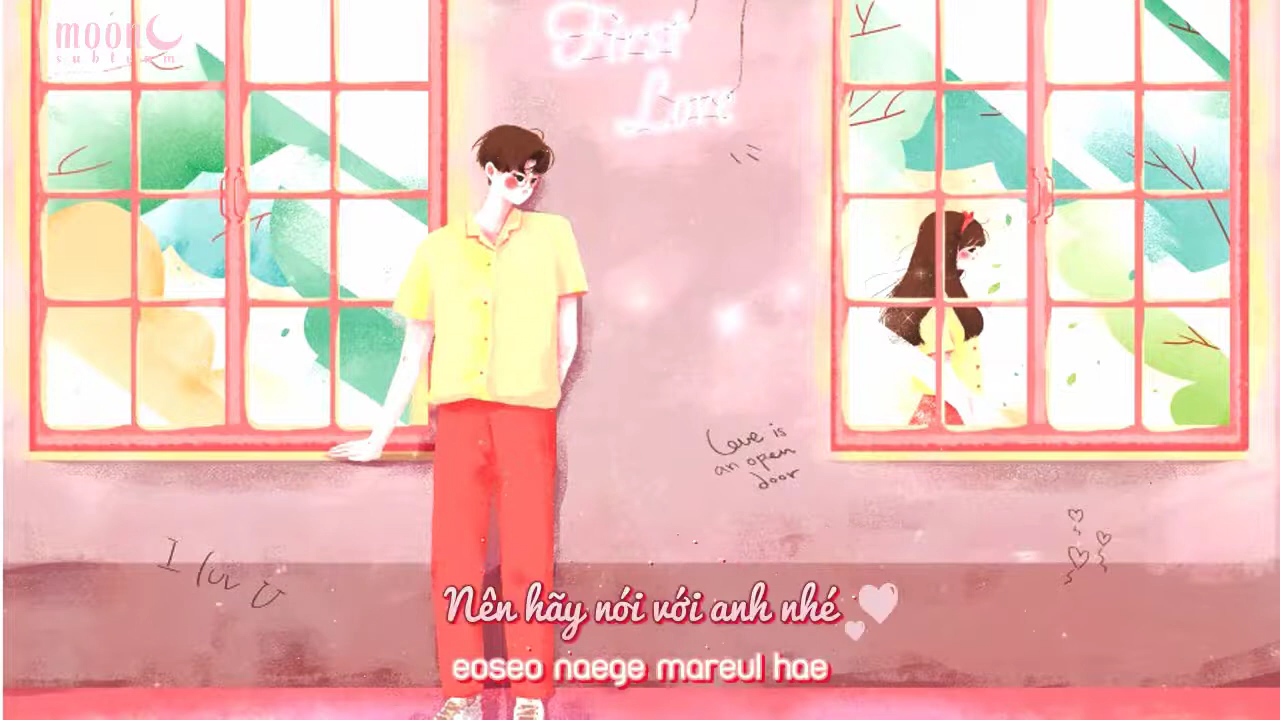 moon
subteam
First
Love
Love is
an open
door
I luv U
Nên hãy nói với anh nhé
eoseo naege mareul hae